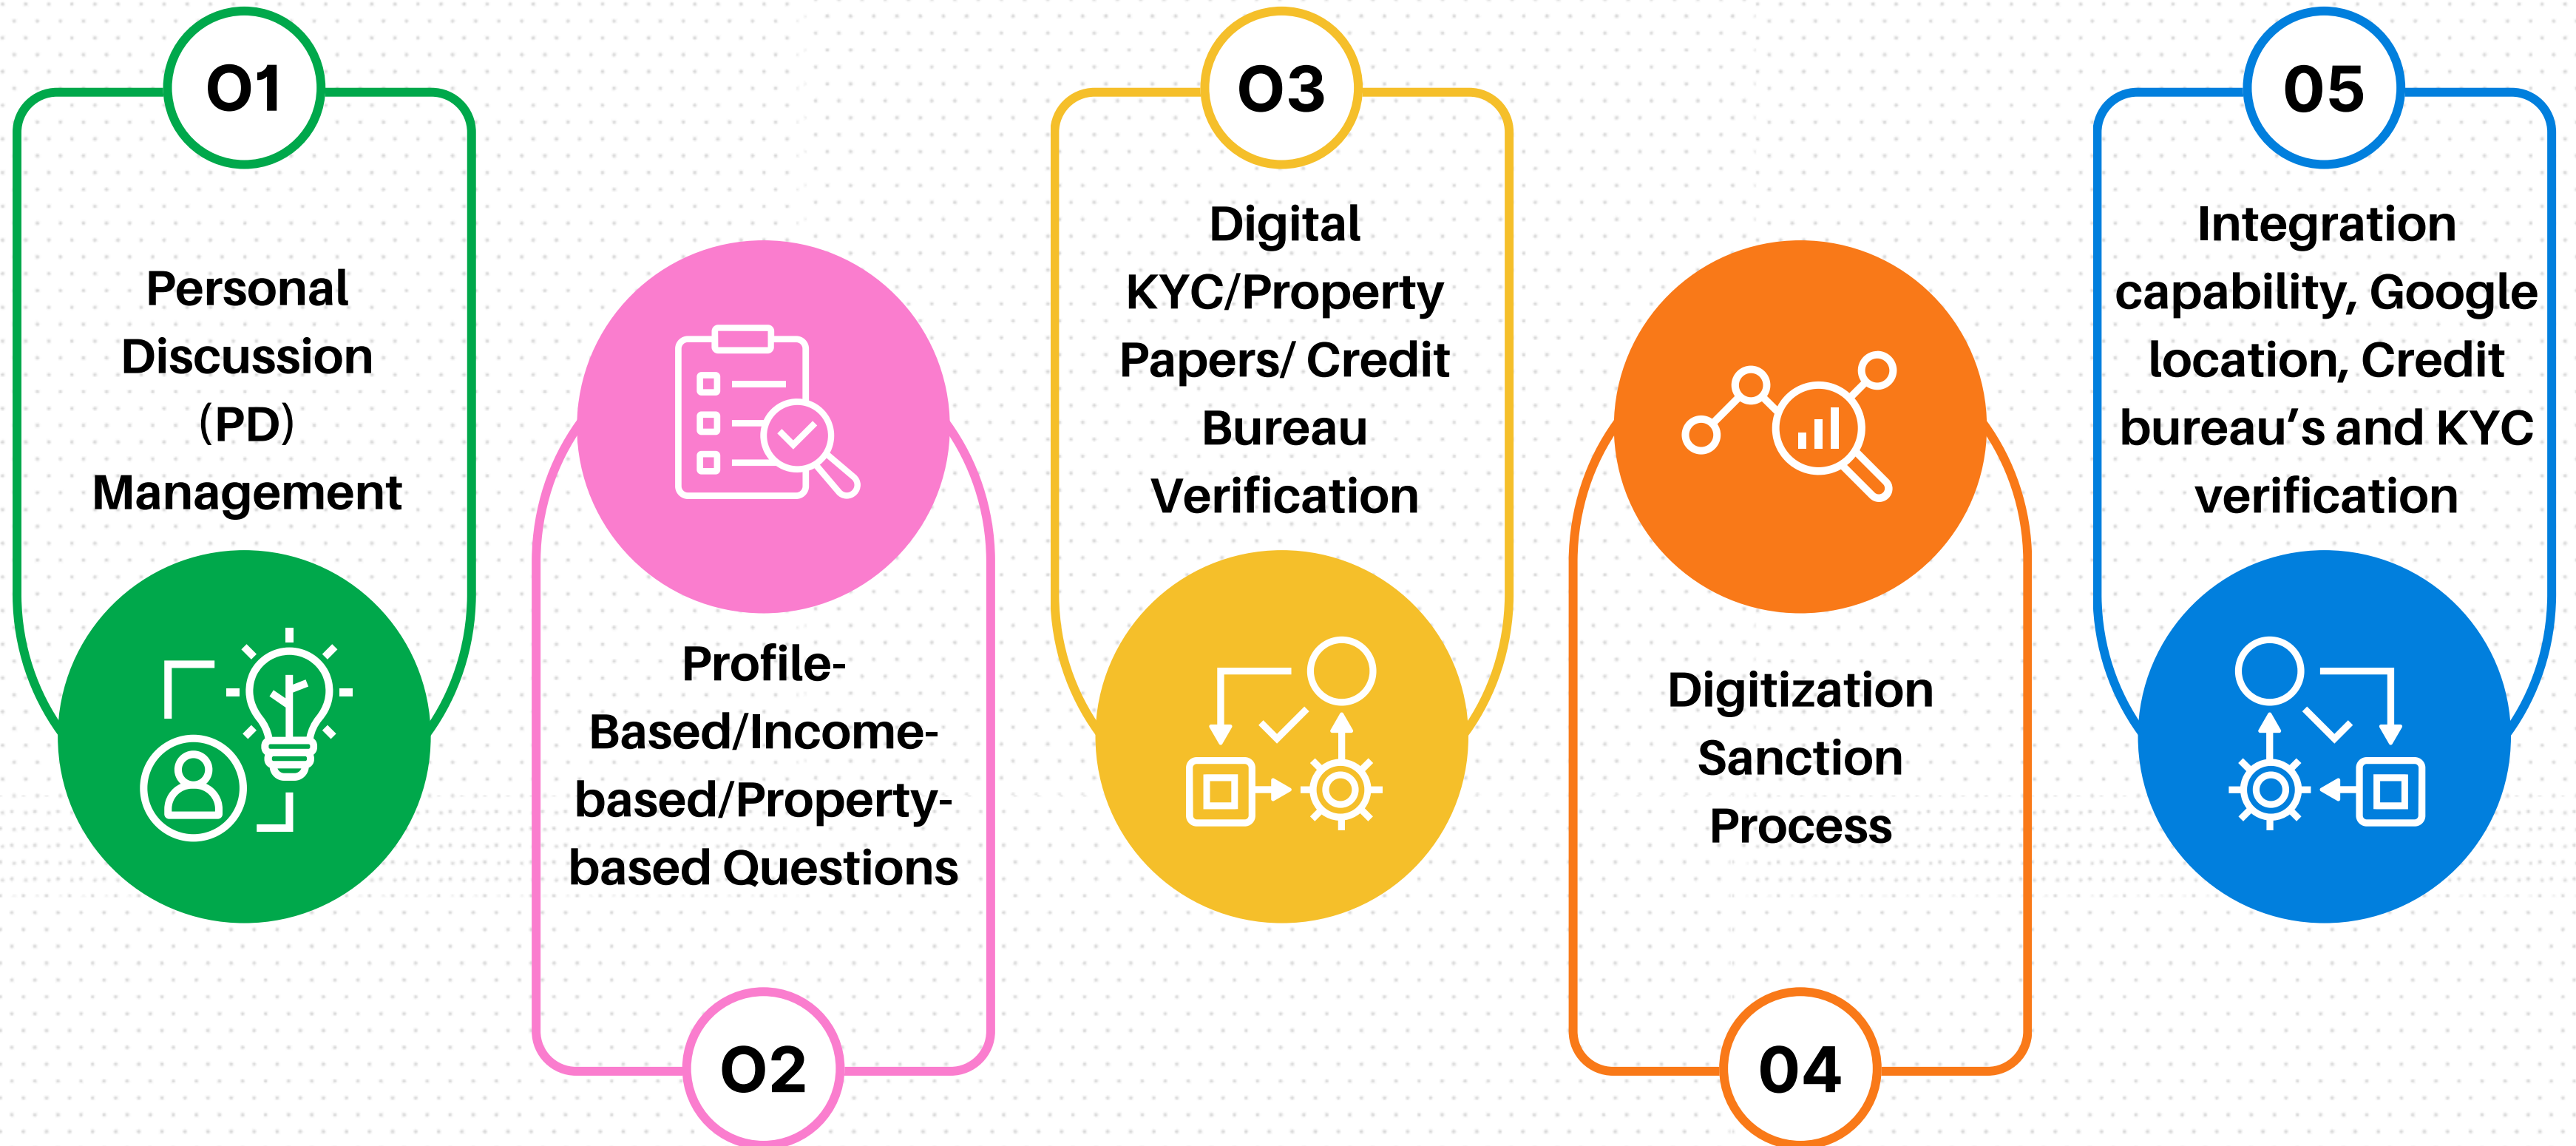 01
Personal
Discussion
(PD)
Management
Profile-
Based/Income-
based/Property-
based Questions
02
03
Digital
KYC/Property
Papers/ Credit
Bureau
Verification
Digitization
Sanction
Process
04
05
Integration
capability, Google
location, Credit
bureau’s and KYC
verification